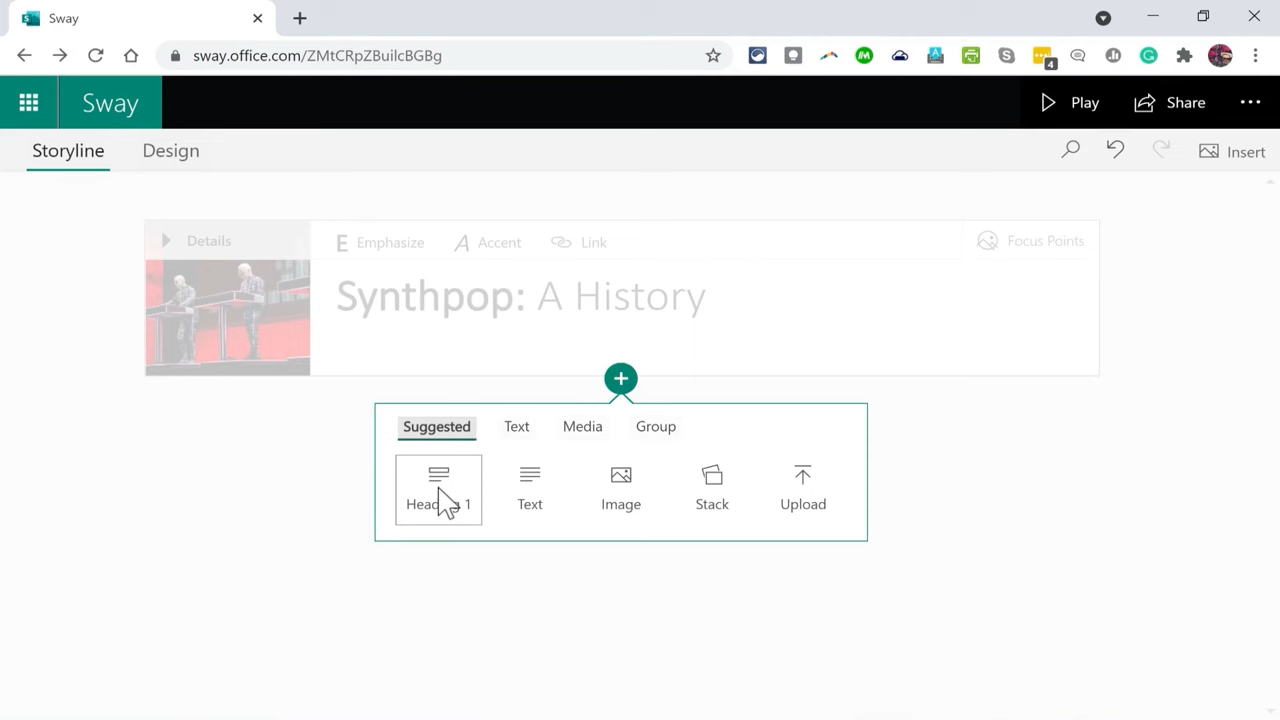 Sway
sway.office.com/ZMtCRpZBuilcBGBg
4
Sway
Play
Share
Storyline
Design
Insert
Details
E Emphasize
A Accent
Link
Focus Points
Synthpop: A History
Suggested
Text
Media
Group
Text
Image
Stack
Upload